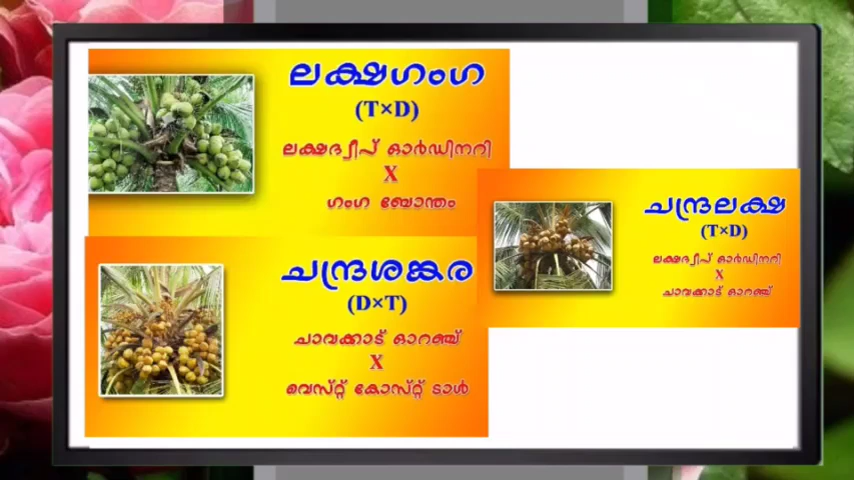 ലക്ഷഗംഗ
(T×D)
ലക്ഷദ്വീപ് ഓർഡിനറി
X
ഗംഗ ബോന്തം
ചന്ദ്രശങ്കര
(D×T)
ചാവക്കാട് ഓറഞ്ച്
X
വെസ്റ്റ് കോസ്റ്റ് ടാൾ
ചന്ദ്രലക്ഷ
(T×D)
ലക്ഷദ്വീപ് ഓർഡിനറി
X
ചാവക്കാട് ഓറഞ്ച്